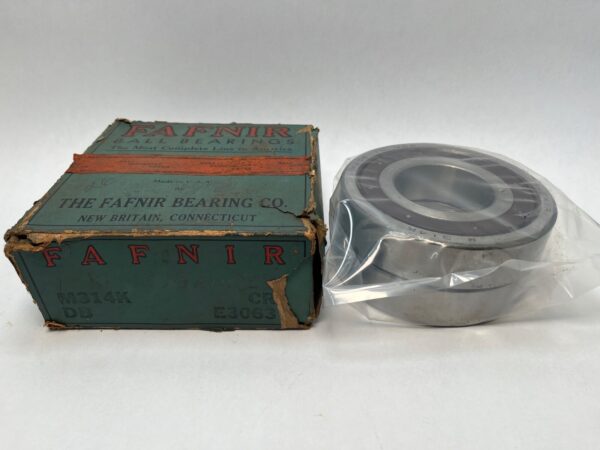 FAFNIR
BALL BEARINGS
The Most Complete Line in America
THE FAFNIR BEARING CO.
NEW BRITAIN, CONNECTICUT
FAFNIR
M314K CR
DB E3063